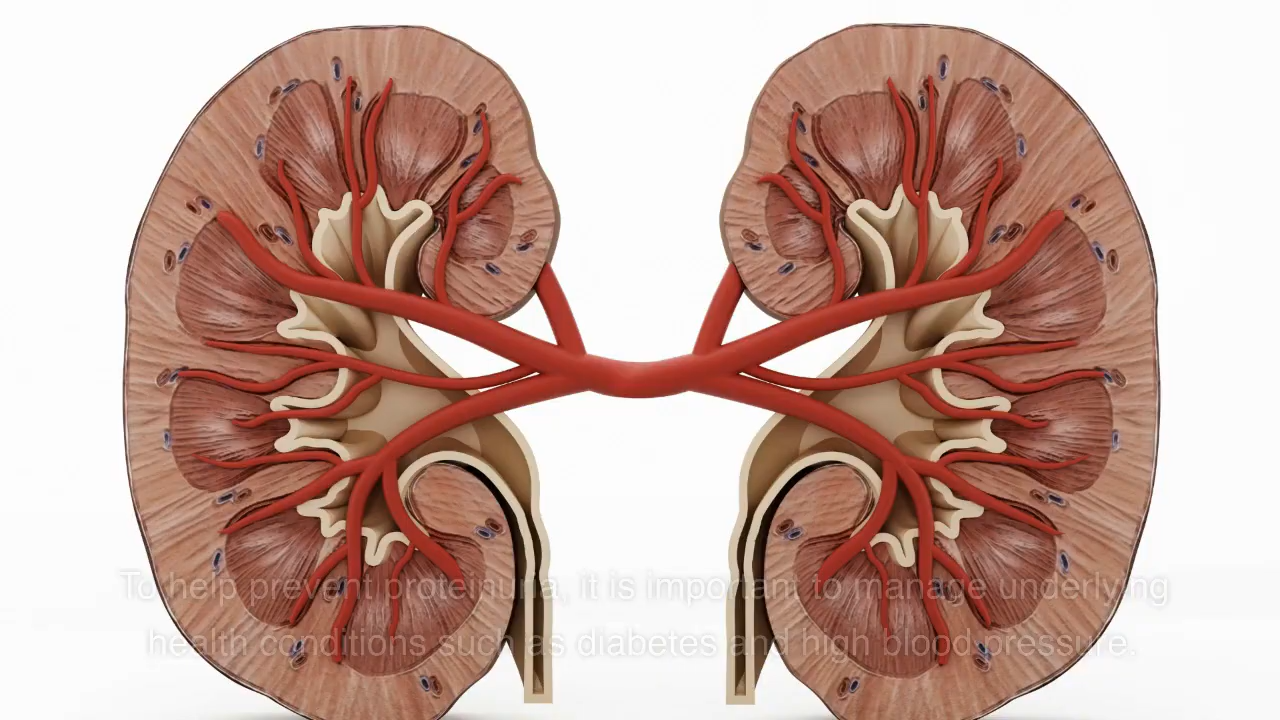 To help prevent proteinuria, it is important to manage underlying
health conditions such as diabetes and high blood pressure.